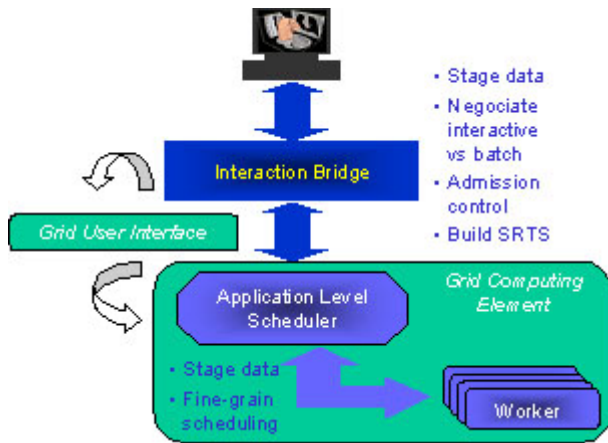 • Stage data
• Negociate
interactive
vs batch
• Admission
control
• Build SRTS
Interaction Bridge
Grid User Interface
Application Level
Scheduler
Grid Computing
Element
• Stage data
• Fine-grain
scheduling
Worker